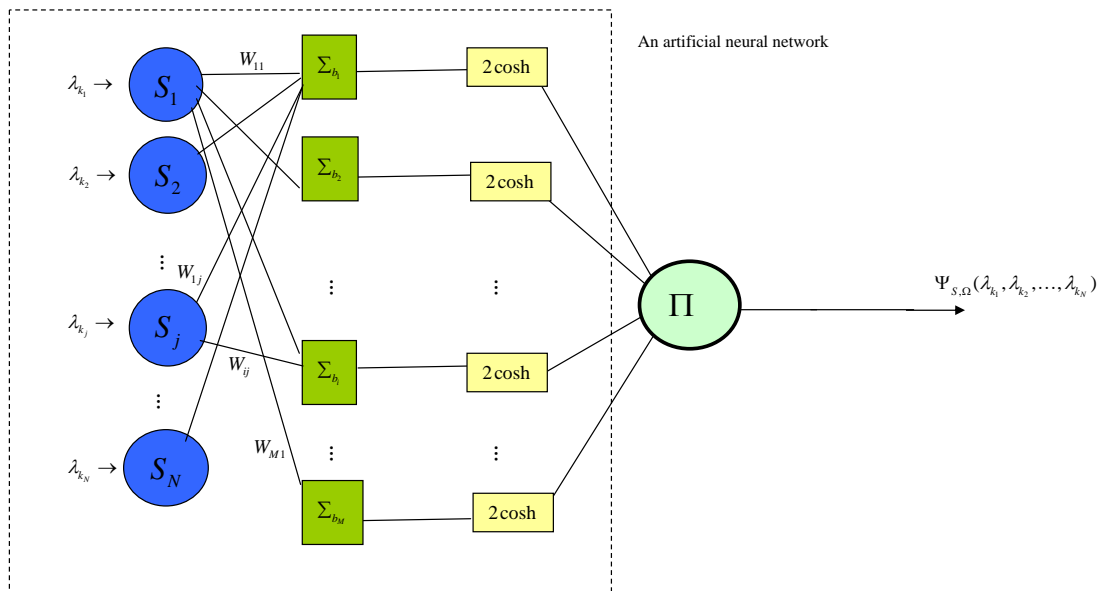 An artificial neural network
λ_{k_1} → S_1 W_{11} Σ_{b_1} 2cosh
λ_{k_2} → S_2 Σ_{b_2} 2cosh
⋮ W_{1j} ⋮ ⋮
Π Ψ_{S,Ω}(λ_{k_1}, λ_{k_2}, …, λ_{k_N})
λ_{k_j} → S_j W_{ij} Σ_{b_i} 2cosh
⋮ W_{M1} ⋮ ⋮
λ_{k_N} → S_N Σ_{b_M} 2cosh